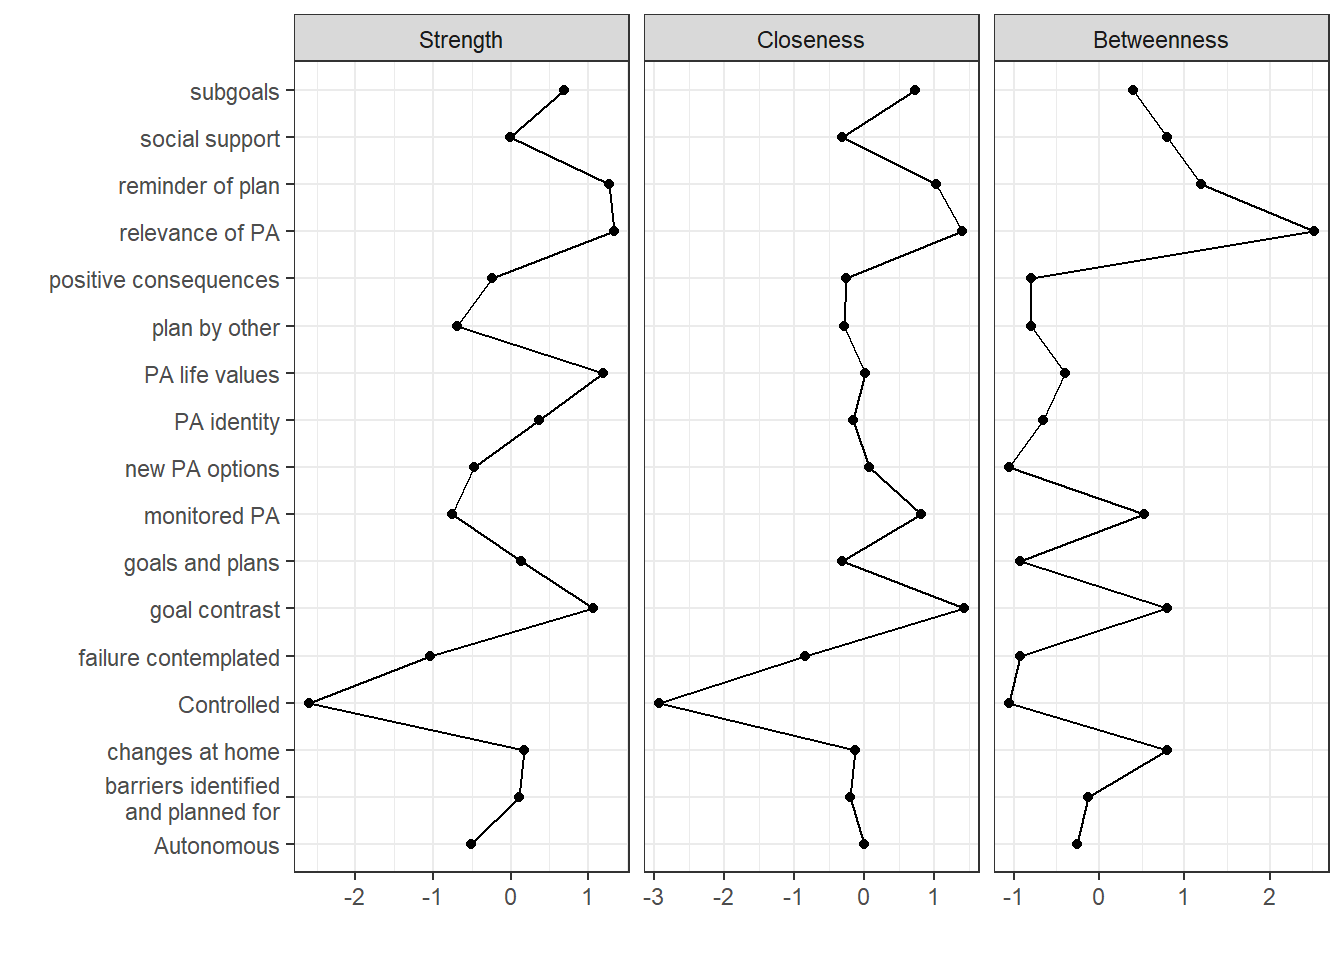 Strength
Closeness
Betweenness
subgoals
social support
reminder of plan
relevance of PA
positive consequences
plan by other
PA life values
PA identity
new PA options
monitored PA
goals and plans
goal contrast
failure contemplated
Controlled
changes at home
barriers identified
and planned for
Autonomous
-2 -1 0 1
-3 -2 -1 0 1
-1 0 1 2